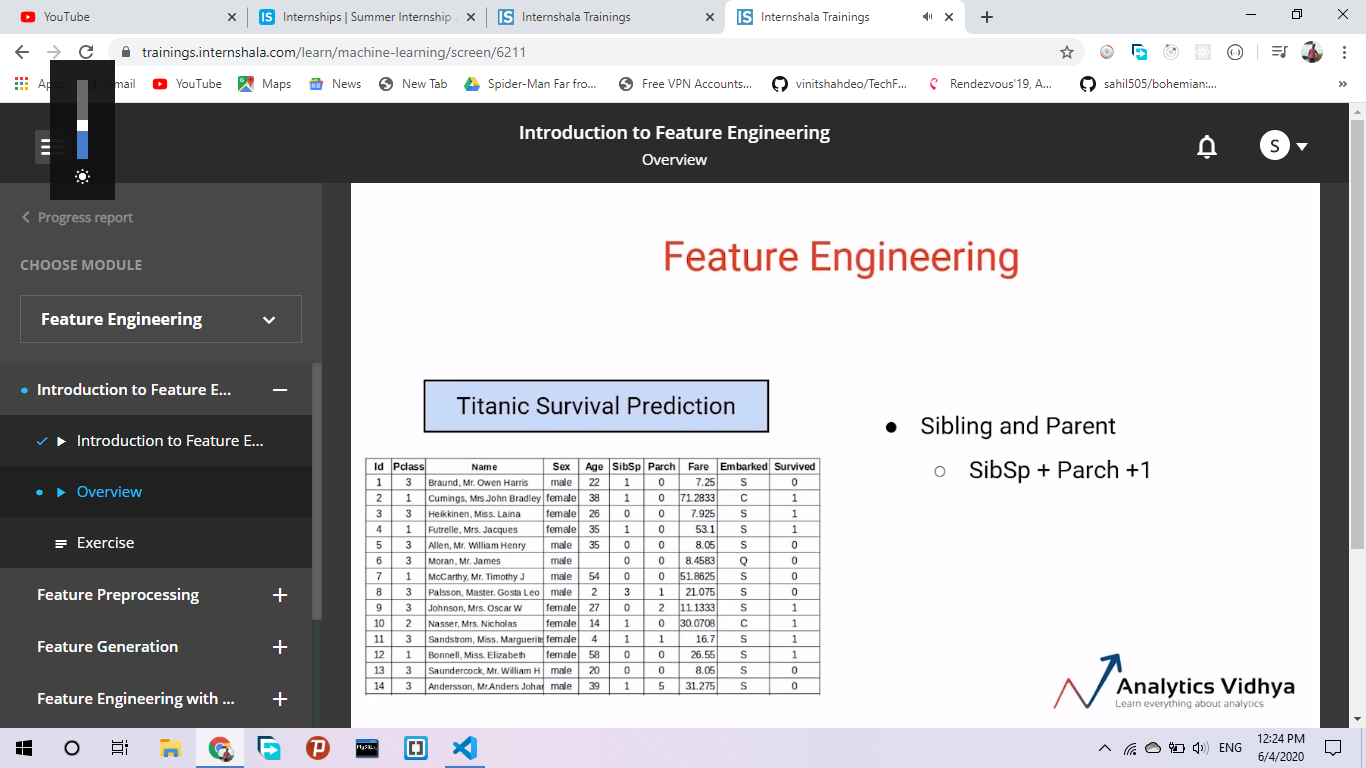 YouTube
Internships | Summer Internship
Internshala Trainings
Internshala Trainings
trainings.internshala.com/learn/machine-learning/screen/6211
YouTube
Maps
News
New Tab
Spider-Man Far fro...
Free VPN Accounts...
vinitshahdeo/TechF...
Rendezvous'19, A...
sahil505/bohemian:...
»
Introduction to Feature Engineering
Overview
S
Progress report
CHOOSE MODULE
Feature Engineering
Introduction to Feature E...
Introduction to Feature E...
Overview
Exercise
Feature Preprocessing
Feature Generation
Feature Engineering with ...
Feature Engineering
Titanic Survival Prediction
Id Pclass Name Sex Age SibSp Parch Fare Embarked Survived
1 3 Braund, Mr. Owen Harris male 22 1 0 7.25 S 0
2 1 Cumings, Mrs.John Bradley female 38 1 0 71.2833 C 1
3 3 Heikkinen, Miss. Laina female 26 0 0 7.925 S 1
4 1 Futrelle, Mrs. Jacques female 35 1 0 53.1 S 1
5 3 Allen, Mr. William Henry male 35 0 0 8.05 S 0
6 3 Moran, Mr. James male 0 0 8.4583 Q 0
7 1 McCarthy, Mr. Timothy J male 54 0 0 51.8625 S 0
8 3 Palsson, Master. Gosta Leo male 2 3 1 21.075 S 0
9 3 Johnson, Mrs. Oscar W female 27 0 2 11.1333 S 1
10 2 Nasser, Mrs. Nicholas female 14 1 0 30.0708 C 1
11 3 Sandstrom, Miss. Marguerite female 4 1 1 16.7 S 1
12 1 Bonnell, Miss. Elizabeth female 58 0 0 26.55 S 1
13 3 Saundercock, Mr. William H male 20 0 0 8.05 S 0
14 3 Andersson, Mr.Anders Johan male 39 1 5 31.275 S 0
● Sibling and Parent
○ SibSp + Parch +1
Analytics Vidhya
Learn everything about analytics
MySQL
ENG
12:24 PM
6/4/2020